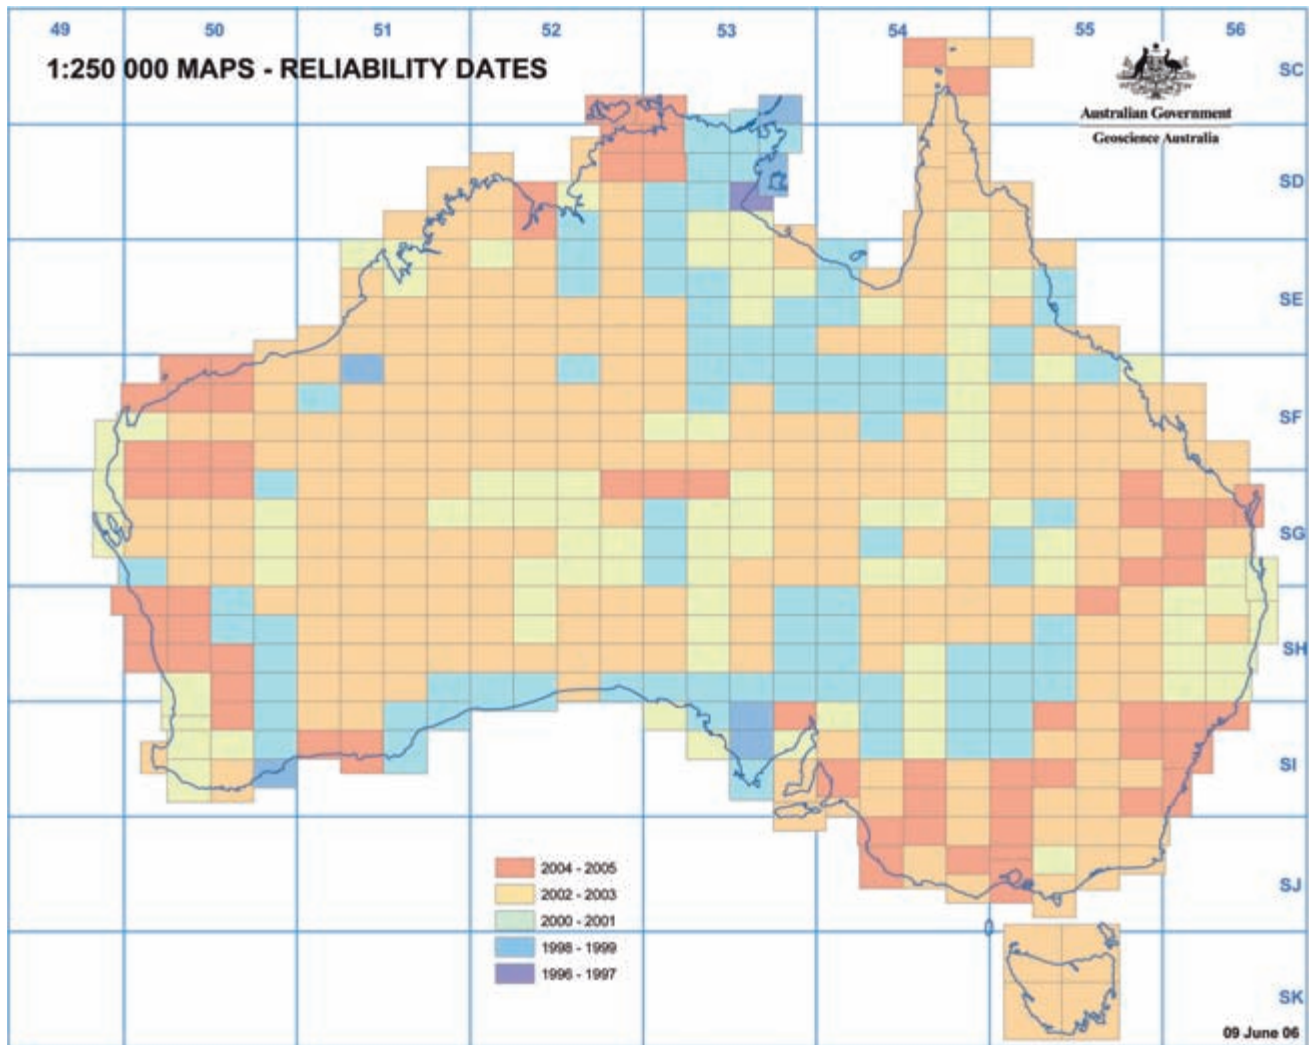 49 50 51 52 53 54 55 56
1:250 000 MAPS - RELIABILITY DATES
SC
Australian Government
Geoscience Australia
SD
SE
SF
SG
SH
SI
SJ
SK
2004 - 2005
2002 - 2003
2000 - 2001
1998 - 1999
1996 - 1997
09 June 06